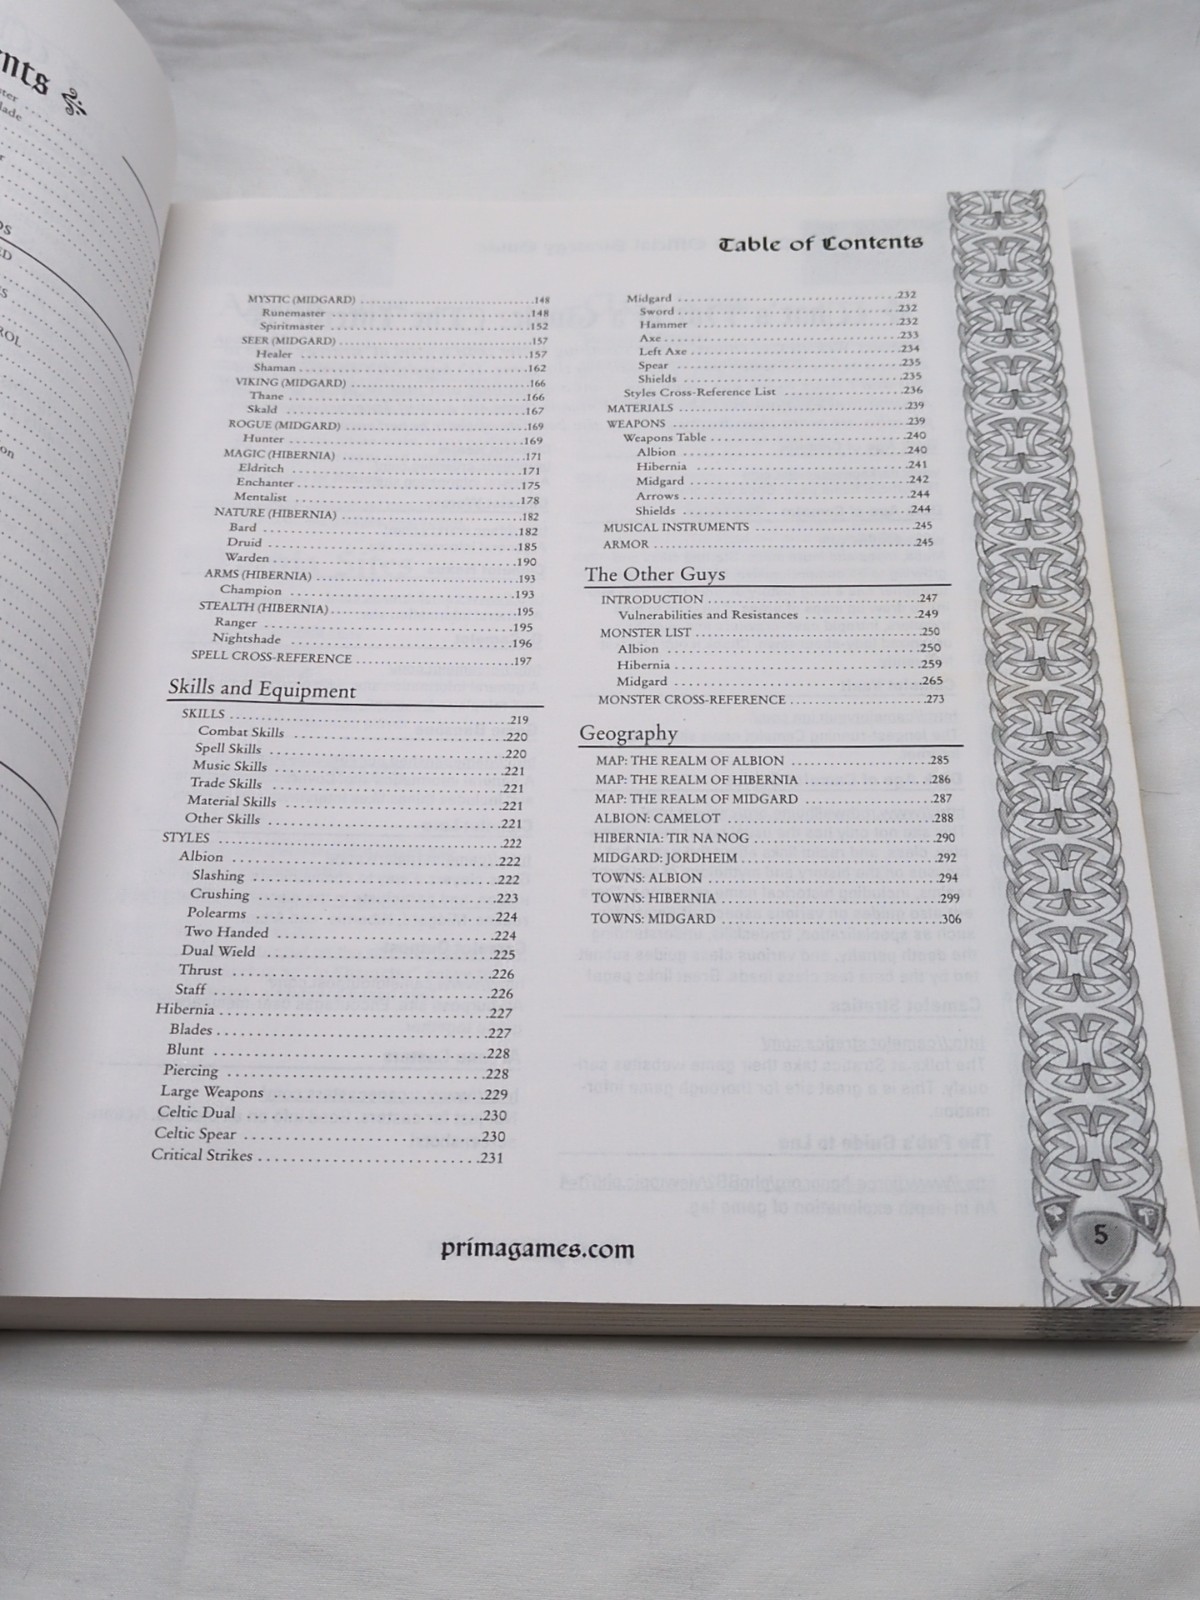 nts
ter
lade
OS
ED
ROL
on
Table of Contents
MYSTIC (MIDGARD) .....148
Runemaster .....148
Spiritmaster .....152
SEER (MIDGARD) .....157
Healer .....157
Shaman .....162
VIKING (MIDGARD) .....166
Thane .....166
Skald .....167
ROGUE (MIDGARD) .....169
Hunter .....169
MAGIC (HIBERNIA) .....171
Eldritch .....171
Enchanter .....175
Mentalist .....178
NATURE (HIBERNIA) .....182
Bard .....182
Druid .....185
Warden .....190
ARMS (HIBERNIA) .....193
Champion .....193
STEALTH (HIBERNIA) .....195
Ranger .....195
Nightshade .....196
SPELL CROSS-REFERENCE .....197
Skills and Equipment
SKILLS .....219
Combat Skills .....220
Spell Skills .....220
Music Skills .....221
Trade Skills .....221
Material Skills .....221
Other Skills .....221
STYLES .....222
Albion .....222
Slashing .....222
Crushing .....223
Polearms .....224
Two Handed .....224
Dual Wield .....225
Thrust .....226
Staff .....226
Hibernia .....227
Blades .....227
Blunt .....228
Piercing .....228
Large Weapons .....229
Celtic Dual .....230
Celtic Spear .....230
Critical Strikes .....231
Midgard .....232
Sword .....232
Hammer .....232
Axe .....233
Left Axe .....234
Spear .....235
Shields .....235
Styles Cross-Reference List .....236
MATERIALS .....239
WEAPONS .....239
Weapons Table .....240
Albion .....240
Hibernia .....241
Midgard .....242
Arrows .....244
Shields .....244
MUSICAL INSTRUMENTS .....245
ARMOR .....245
The Other Guys
INTRODUCTION .....247
Vulnerabilities and Resistances .....249
MONSTER LIST .....250
Albion .....250
Hibernia .....259
Midgard .....265
MONSTER CROSS-REFERENCE .....273
Geography
MAP: THE REALM OF ALBION .....285
MAP: THE REALM OF HIBERNIA .....286
MAP: THE REALM OF MIDGARD .....287
ALBION: CAMELOT .....288
HIBERNIA: TIR NA NOG .....290
MIDGARD: JORDHEIM .....292
TOWNS: ALBION .....294
TOWNS: HIBERNIA .....299
TOWNS: MIDGARD .....306
primagames.com
5